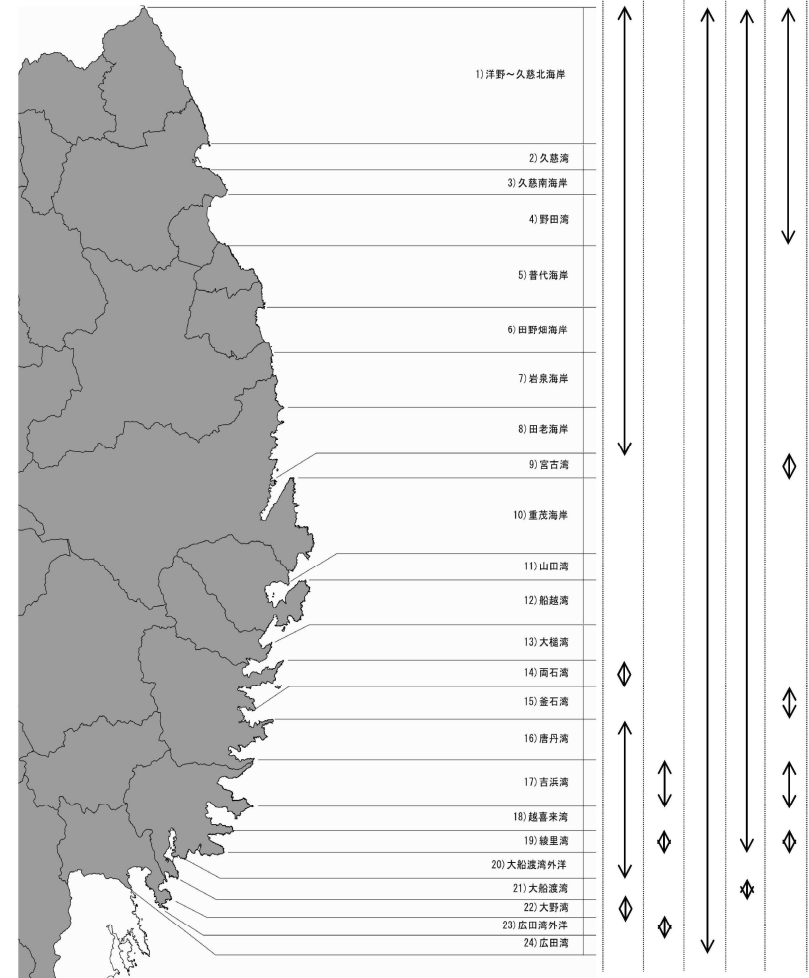 1)洋野～久慈北海岸
2)久慈湾
3)久慈南海岸
4)野田湾
5)普代海岸
6)田野畑海岸
7)岩泉海岸
8)田老海岸
9)宮古湾
10)重茂海岸
11)山田湾
12)船越湾
13)大槌湾
14)両石湾
15)釜石湾
16)唐丹湾
17)吉浜湾
18)越喜来湾
19)綾里湾
20)大船渡湾外洋
21)大船渡湾
22)大野湾
23)広田湾外洋
24)広田湾